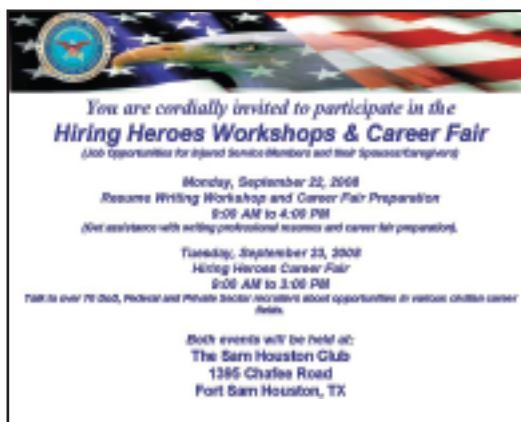 You are cordially invited to participate in the
Hiring Heroes Workshops & Career Fair
(Job Opportunities for Injured Service Members and their Spouses/Caregivers)
Monday, September 22, 2008
Resume Writing Workshop and Career Fair Preparation
9:00 AM to 4:00 PM
(Get assistance with writing professional resumes and career fair preparation).
Tuesday, September 23, 2008
Hiring Heroes Career Fair
9:00 AM to 3:00 PM
Talk to over 70 DoD, Federal and Private Sector recruiters about opportunities in various civilian career
fields.
Both events will be held at:
The Sam Houston Club
1395 Chafee Road
Fort Sam Houston, TX